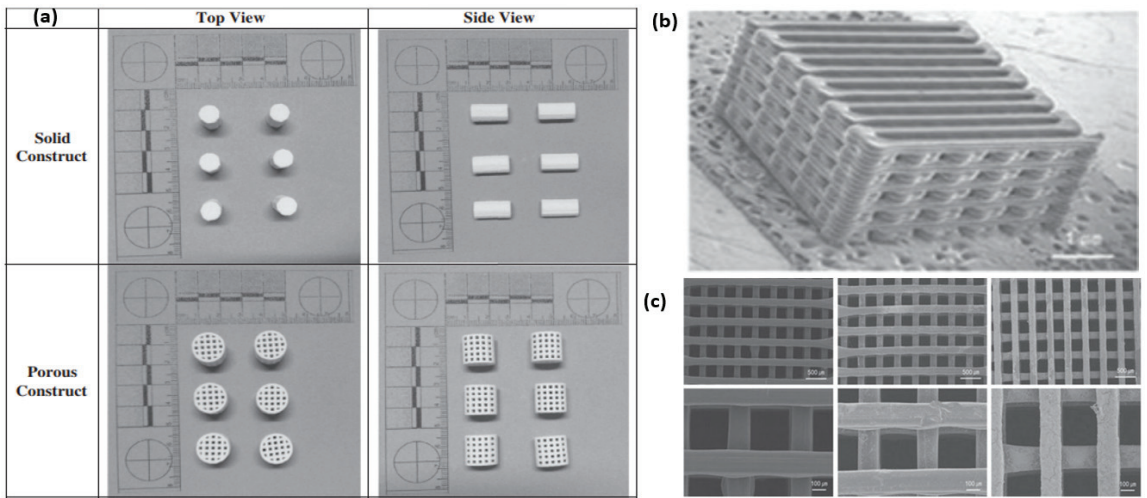 (a)
Top View
Side View
(b)
Solid
Construct
Porous
Construct
(c)
500 μm
500 μm
500 μm
100 μm
100 μm
100 μm